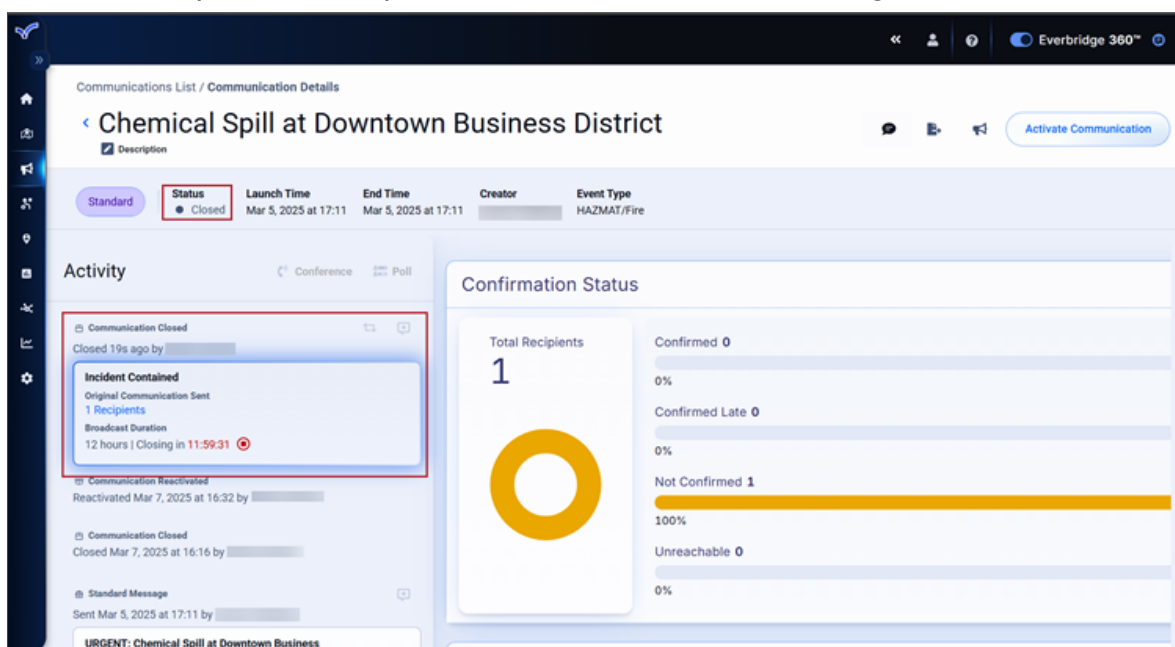 « Everbridge 360™
Communications List / Communication Details
Chemical Spill at Downtown Business District
Activate Communication
Description
Standard
Status Launch Time End Time Creator Event Type
Closed Mar 5, 2025 at 17:11 Mar 5, 2025 at 17:11 HAZMAT/Fire
Activity
Conference Poll
Communication Closed
Closed 19s ago by
Incident Contained
Original Communication Sent
1 Recipients
Broadcast Duration
12 hours | Closing in 11:59:31
Communication Reactivated
Reactivated Mar 7, 2025 at 16:32 by
Communication Closed
Closed Mar 7, 2025 at 16:16 by
Standard Message
Sent Mar 5, 2025 at 17:11 by
URGENT: Chemical Spill at Downtown Business
Confirmation Status
Total Recipients
1
Confirmed 0
0%
Confirmed Late 0
0%
Not Confirmed 1
100%
Unreachable 0
0%